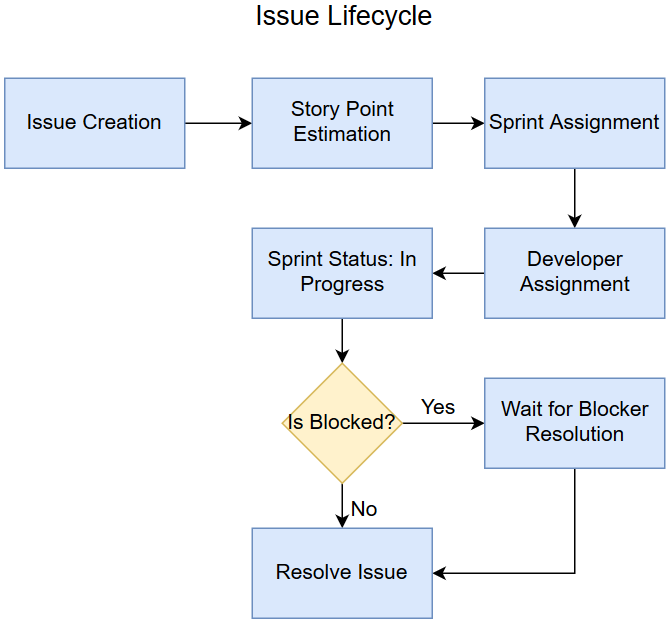 Issue Lifecycle
Issue Creation
Story Point
Estimation
Sprint Assignment
Developer
Assignment
Sprint Status: In
Progress
Is Blocked?
Yes
Wait for Blocker
Resolution
No
Resolve Issue